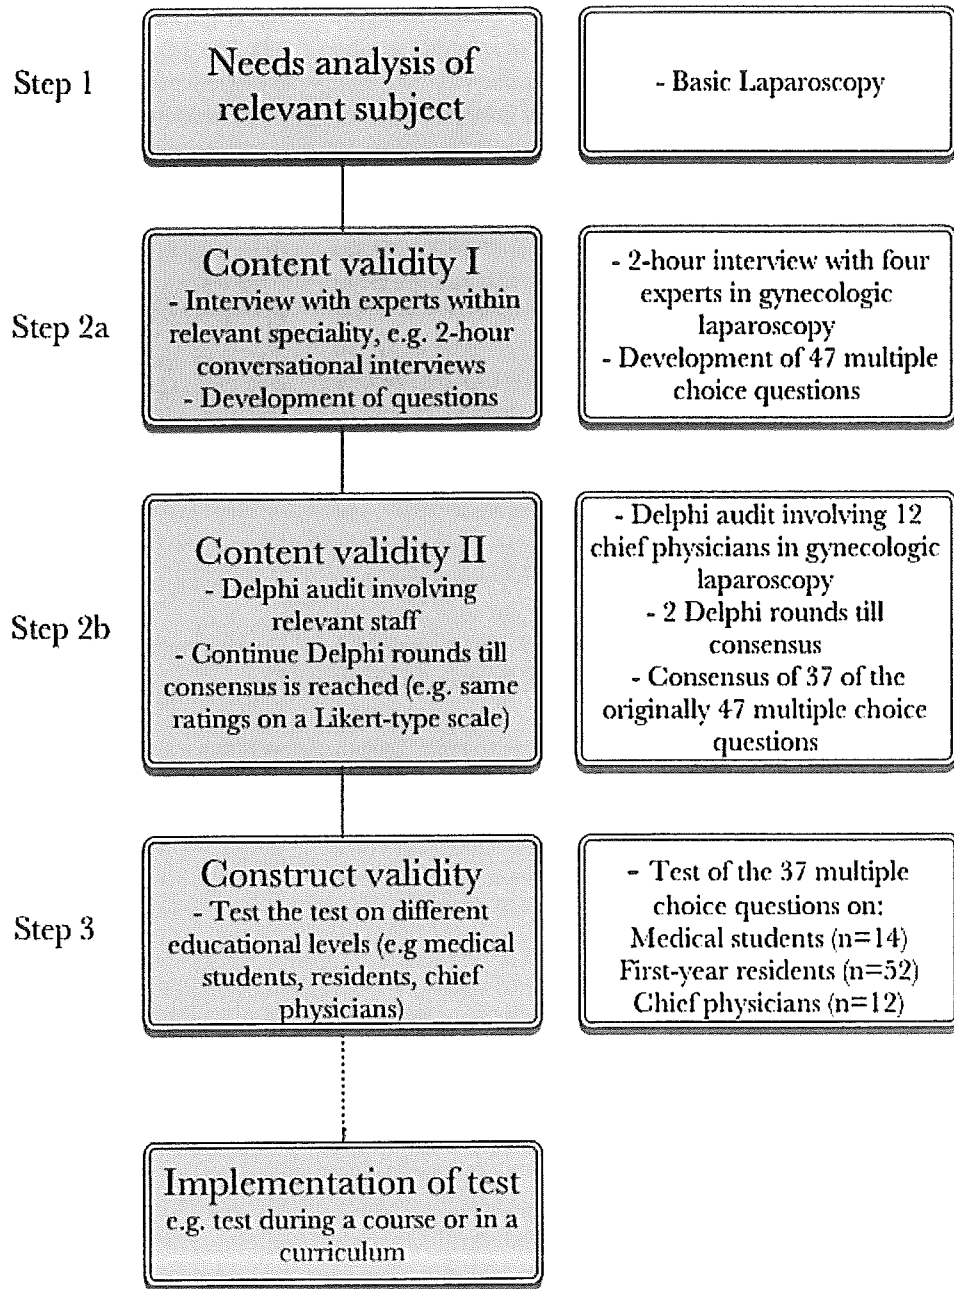 Step 1
Needs analysis of
relevant subject
- Basic Laparoscopy
Step 2a
Content validity I
- Interview with experts within
relevant speciality, e.g. 2-hour
conversational interviews
- Development of questions
- 2-hour interview with four
experts in gynecologic
laparoscopy
- Development of 47 multiple
choice questions
Step 2b
Content validity II
- Delphi audit involving
relevant staff
- Continue Delphi rounds till
consensus is reached (e.g. same
ratings on a Likert-type scale)
- Delphi audit involving 12
chief physicians in gynecologic
laparoscopy
- 2 Delphi rounds till
consensus
- Consensus of 37 of the
originally 47 multiple choice
questions
Step 3
Construct validity
- Test the test on different
educational levels (e.g medical
students, residents, chief
physicians)
- Test of the 37 multiple
choice questions on:
Medical students (n=14)
First-year residents (n=52)
Chief physicians (n=12)
Implementation of test
e.g. test during a course or in a
curriculum